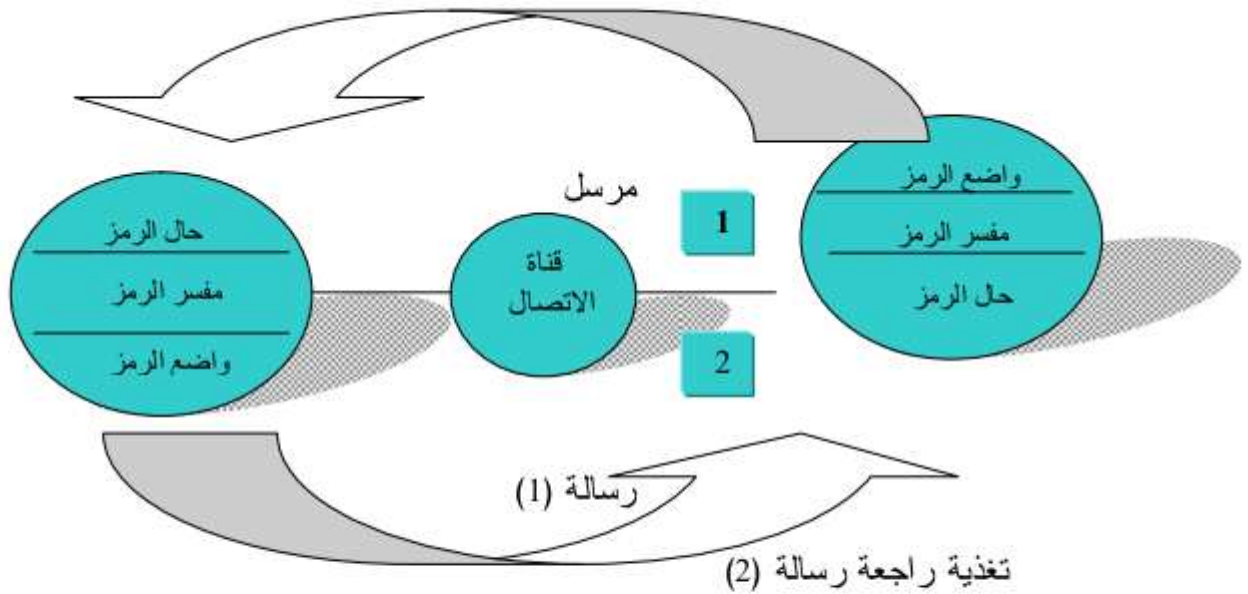 واضع الرمز
مفسر الرمز
حال الرمز
مرسل
1
قناة
الاتصال
2
حال الرمز
مفسر الرمز
واضع الرمز
رسالة (1)
تغذية راجعة رسالة (2)